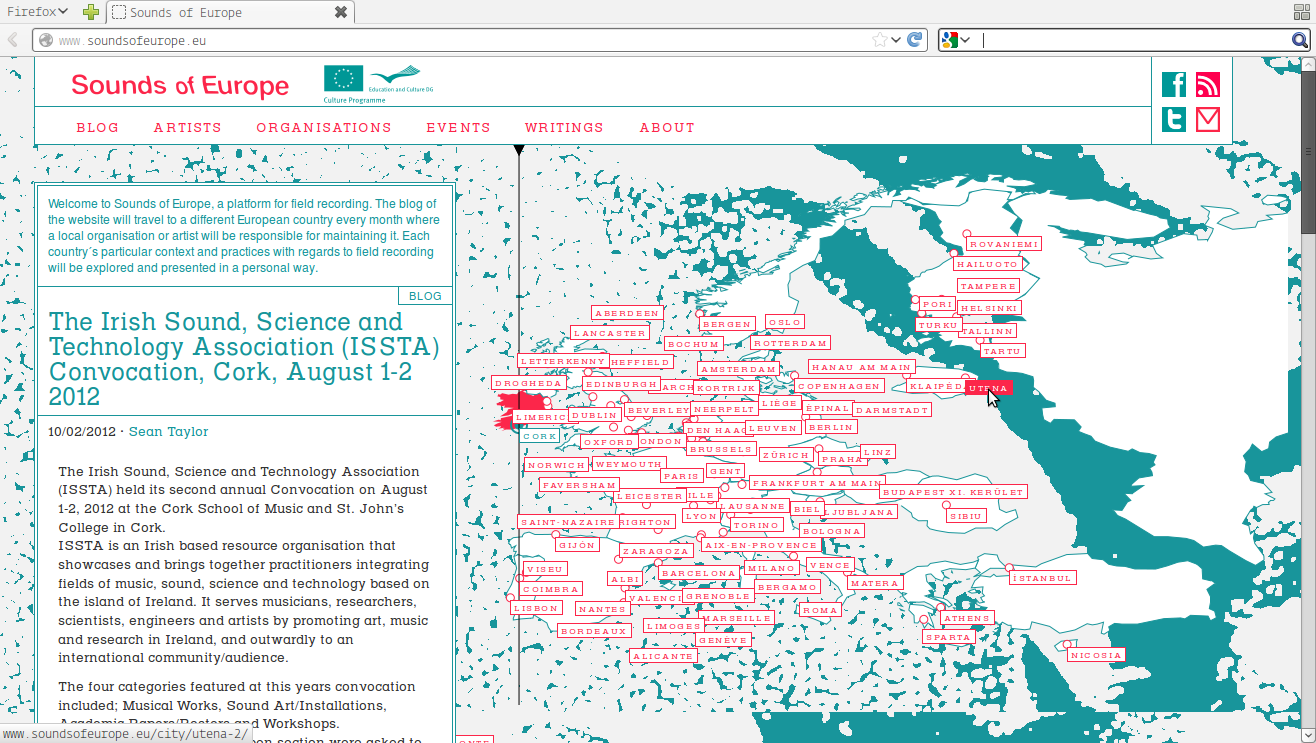 Firefox
Sounds of Europe
www.soundsofeurope.eu
Sounds of Europe
Education and Culture DG
Culture Programme
BLOG ARTISTS ORGANISATIONS EVENTS WRITINGS ABOUT
Welcome to Sounds of Europe, a platform for field recording. The blog of
the website will travel to a different European country every month where
a local organisation or artist will be responsible for maintaining it. Each
country´s particular context and practices with regards to field recording
will be explored and presented in a personal way.
BLOG
The Irish Sound, Science and
Technology Association (ISSTA)
Convocation, Cork, August 1-2
2012
10/02/2012 · Sean Taylor
The Irish Sound, Science and Technology Association
(ISSTA) held its second annual Convocation on August
1-2, 2012 at the Cork School of Music and St. John's
College in Cork.
ISSTA is an Irish based resource organisation that
showcases and brings together practitioners integrating
fields of music, sound, science and technology based on
the island of Ireland. It serves musicians, researchers,
scientists, engineers and artists by promoting art, music
and research in Ireland, and outwardly to an
international community/audience.
The four categories featured at this years convocation
included; Musical Works, Sound Art/Installations,
Academic Papers/Posters and Workshops.
www.soundsofeurope.eu/city/utena-2/
ROVANIEMI
HAILUOTO
TAMPERE
PORI HELSINKI
ABERDEEN
BERGEN OSLO TURKU TALLINN
LANCASTER
BOCHUM ROTTERDAM
TARTU
LETTERKENNY HEFFIELD
AMSTERDAM HANAU AM MAIN
DROGHEDA EDINBURGH ARCH KORTRIJK COPENHAGEN KLAIPĖD UTENA
LIMERIC DUBLIN BEVERLEY NEERPELT LIÈGE ÉPINAL DARMSTADT
CORK
DEN HAAG LEUVEN BERLIN
OXFORD ONDON BRUSSELS
ZÜRICH PRAHA LINZ
NORWICH WEYMOUTH
PARIS GENT
FAVERSHAM FRANKFURT AM MAIN
LEICESTER ILLE BUDAPEST XI. KERÜLET
LAUSANNE BIEL LJUBLJANA
SAINT-NAZAIRE RIGHTON LYON SIBIU
TORINO BOLOGNA
GIJÓN ZARAGOZA AIX-EN-PROVENCE
VISEU BARCELONA MILANO VENCE
ALBI İSTANBUL
COIMBRA BERGAMO MATERA
VALENCI GRENOBLE
LISBON NANTES ROMA
MARSEILLE ATHENS
BORDEAUX LIMOGES
GENÈVE SPARTA
ALICANTE NICOSIA